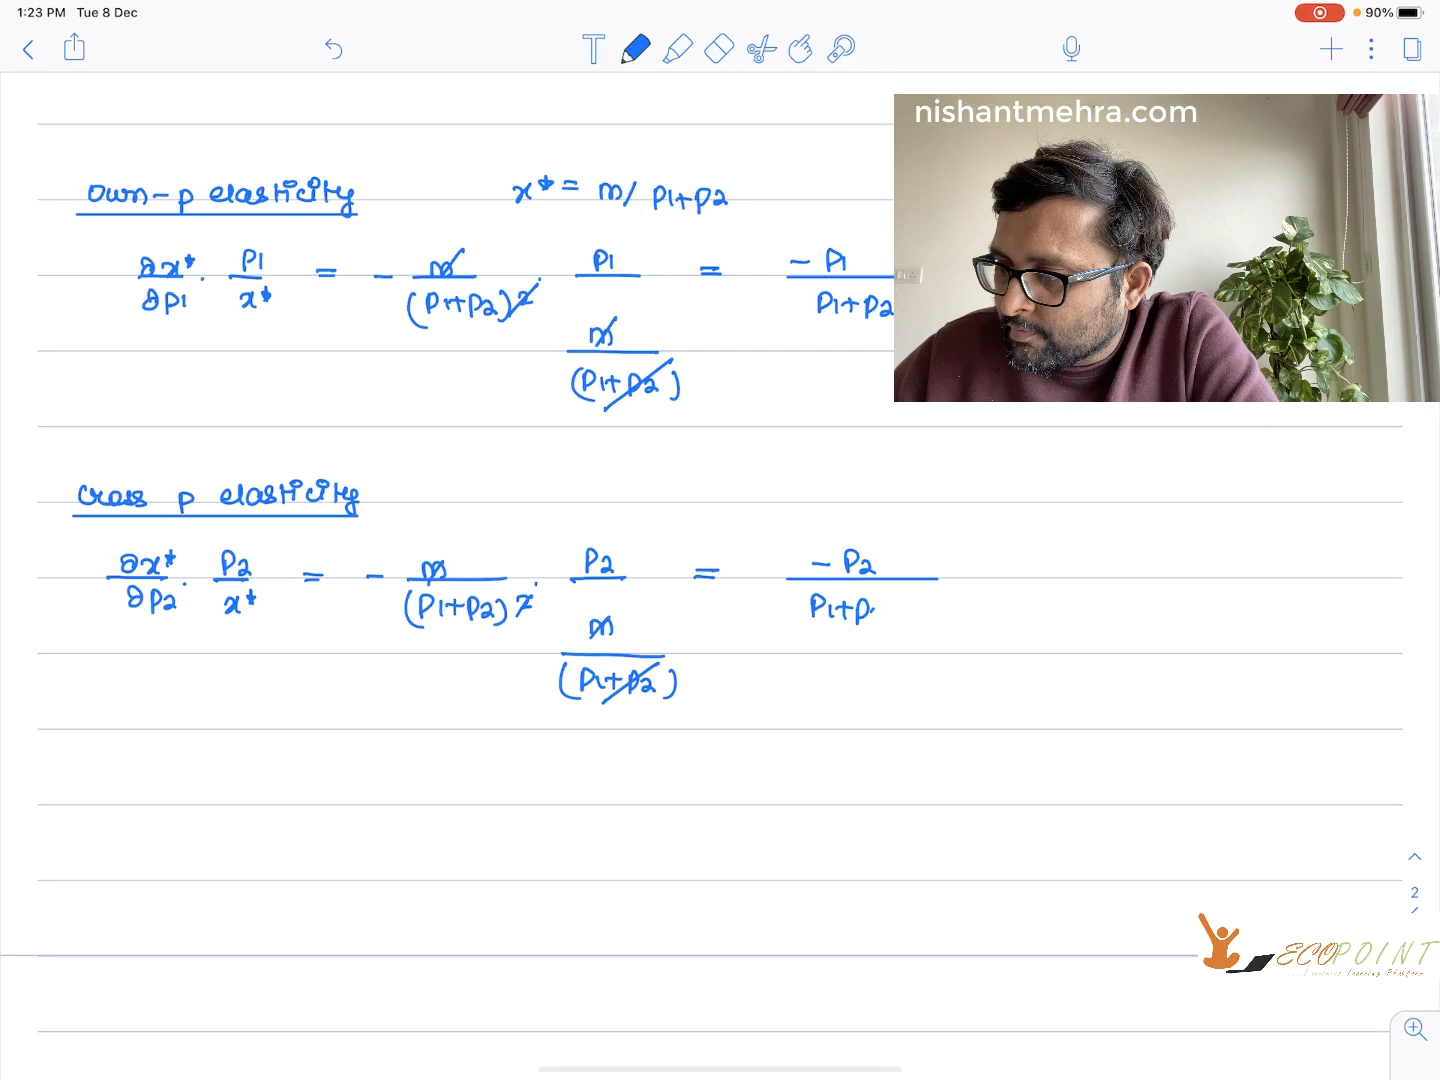 1:23 PM Tue 8 Dec
90%
nishantmehra.com
own-p elasticity x* = m/ p1+p2
∂x*/∂p1 · p1/x* = - m/(p1+p2)2 · p1/(m/(p1+p2)) = -p1/p1+p2
Cross p elasticity
∂x*/∂p2 · p2/x* = - m/(p1+p2)2 · p2/(m/(p1+p2)) = -p2/p1+p
2
ECOPOINT
Learning Platform